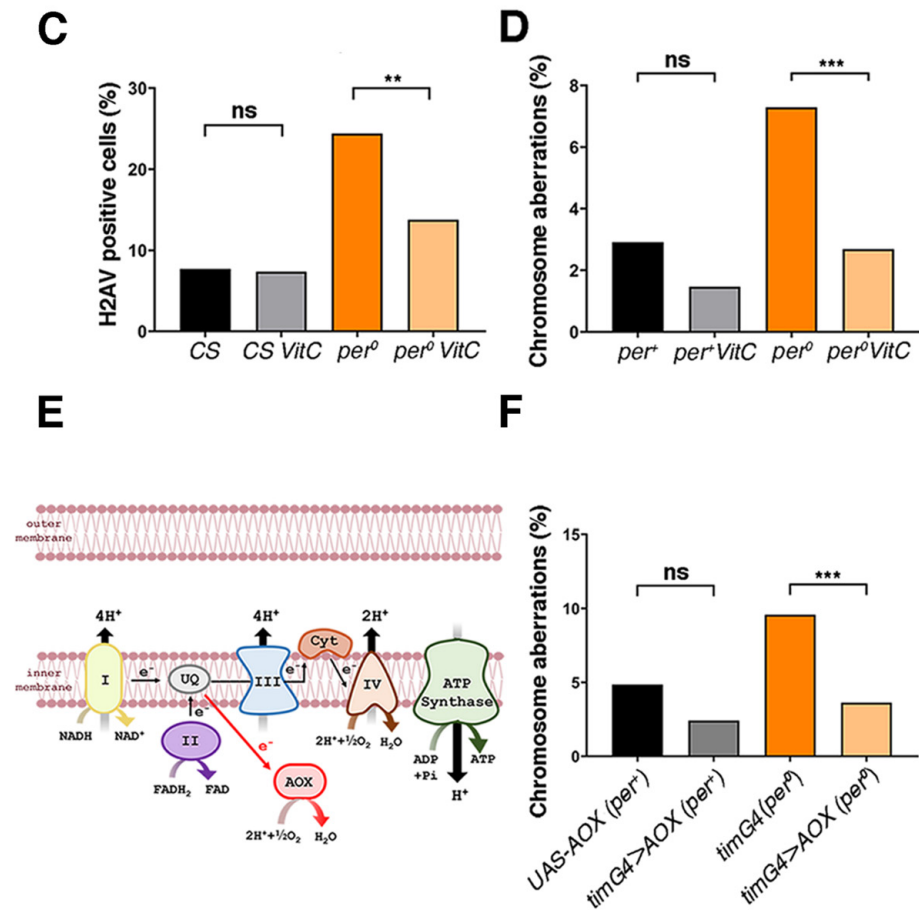 C
H2AV positive cells (%)
30
20
10
0
ns
**
CS
CS VitC
per⁰
per⁰ VitC
D
Chromosome aberrations (%)
8
6
4
2
0
ns
***
per⁺
per⁺VitC
per⁰
per⁰VitC
E
outer
membrane
inner
membrane
4H⁺
4H⁺
2H⁺
Cyt
I
e⁻
UQ
III
e⁻
e⁻
IV
ATP
Synthase
e⁻
II
NADH
NAD⁺
e⁻
FADH₂
FAD
AOX
2H⁺+½O₂
H₂O
2H⁺+½O₂
H₂O
ADP
+Pi
ATP
H⁺
F
Chromosome aberrations (%)
15
10
5
0
ns
***
UAS-AOX (per⁺)
timG4>AOX (per⁺)
timG4 (per⁰)
timG4>AOX (per⁰)